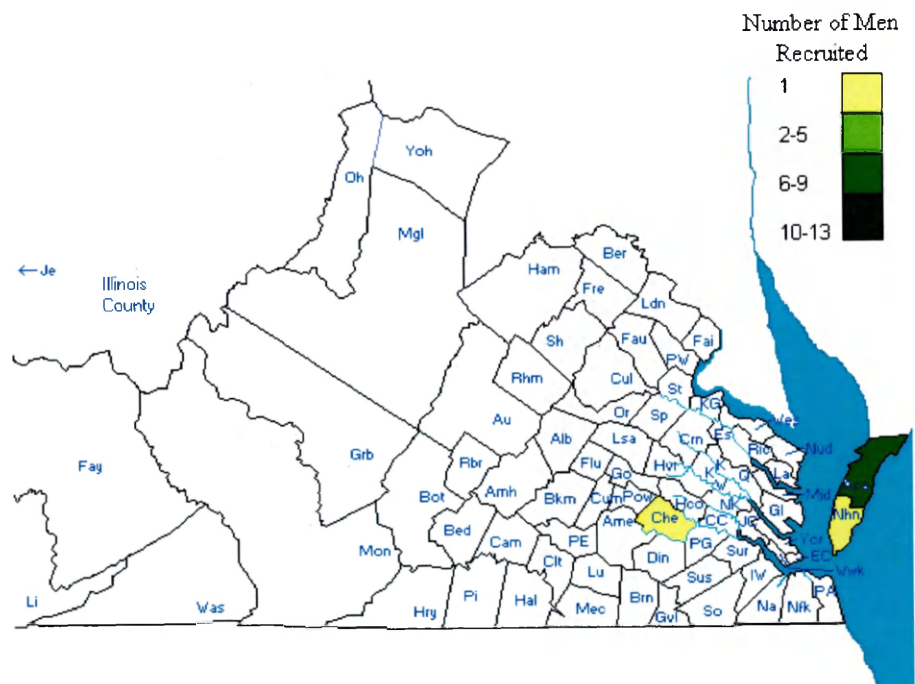 Number of Men
Recruited
1
2-5
6-9
10-13
Yoh
Oh
Mgl
←Je
Illinois
County
Ber
Ham
Fre
Ldn
Sh
Fau
Fai
PW
Rhm
Cul
St
KG
Wes
Au
Or
Sp
Es
Crn
Ric
Nud
Alb
Lsa
K
La
Grb
Rbr
Flu
Go
Hvr
K
Q
W
Mid
Fay
Bot
Amh
Bkm
Cum
Pow
Hco
NK
Gl
Nhn
Che
CC
JC
Yor
Bed
Cam
PE
Ame
EC
Mon
Clt
Din
PG
Sur
Wwk
Lu
Sus
IW
Li
Was
Hry
Pi
Hal
Mec
Brn
Gvl
So
Na
Nfk
PA